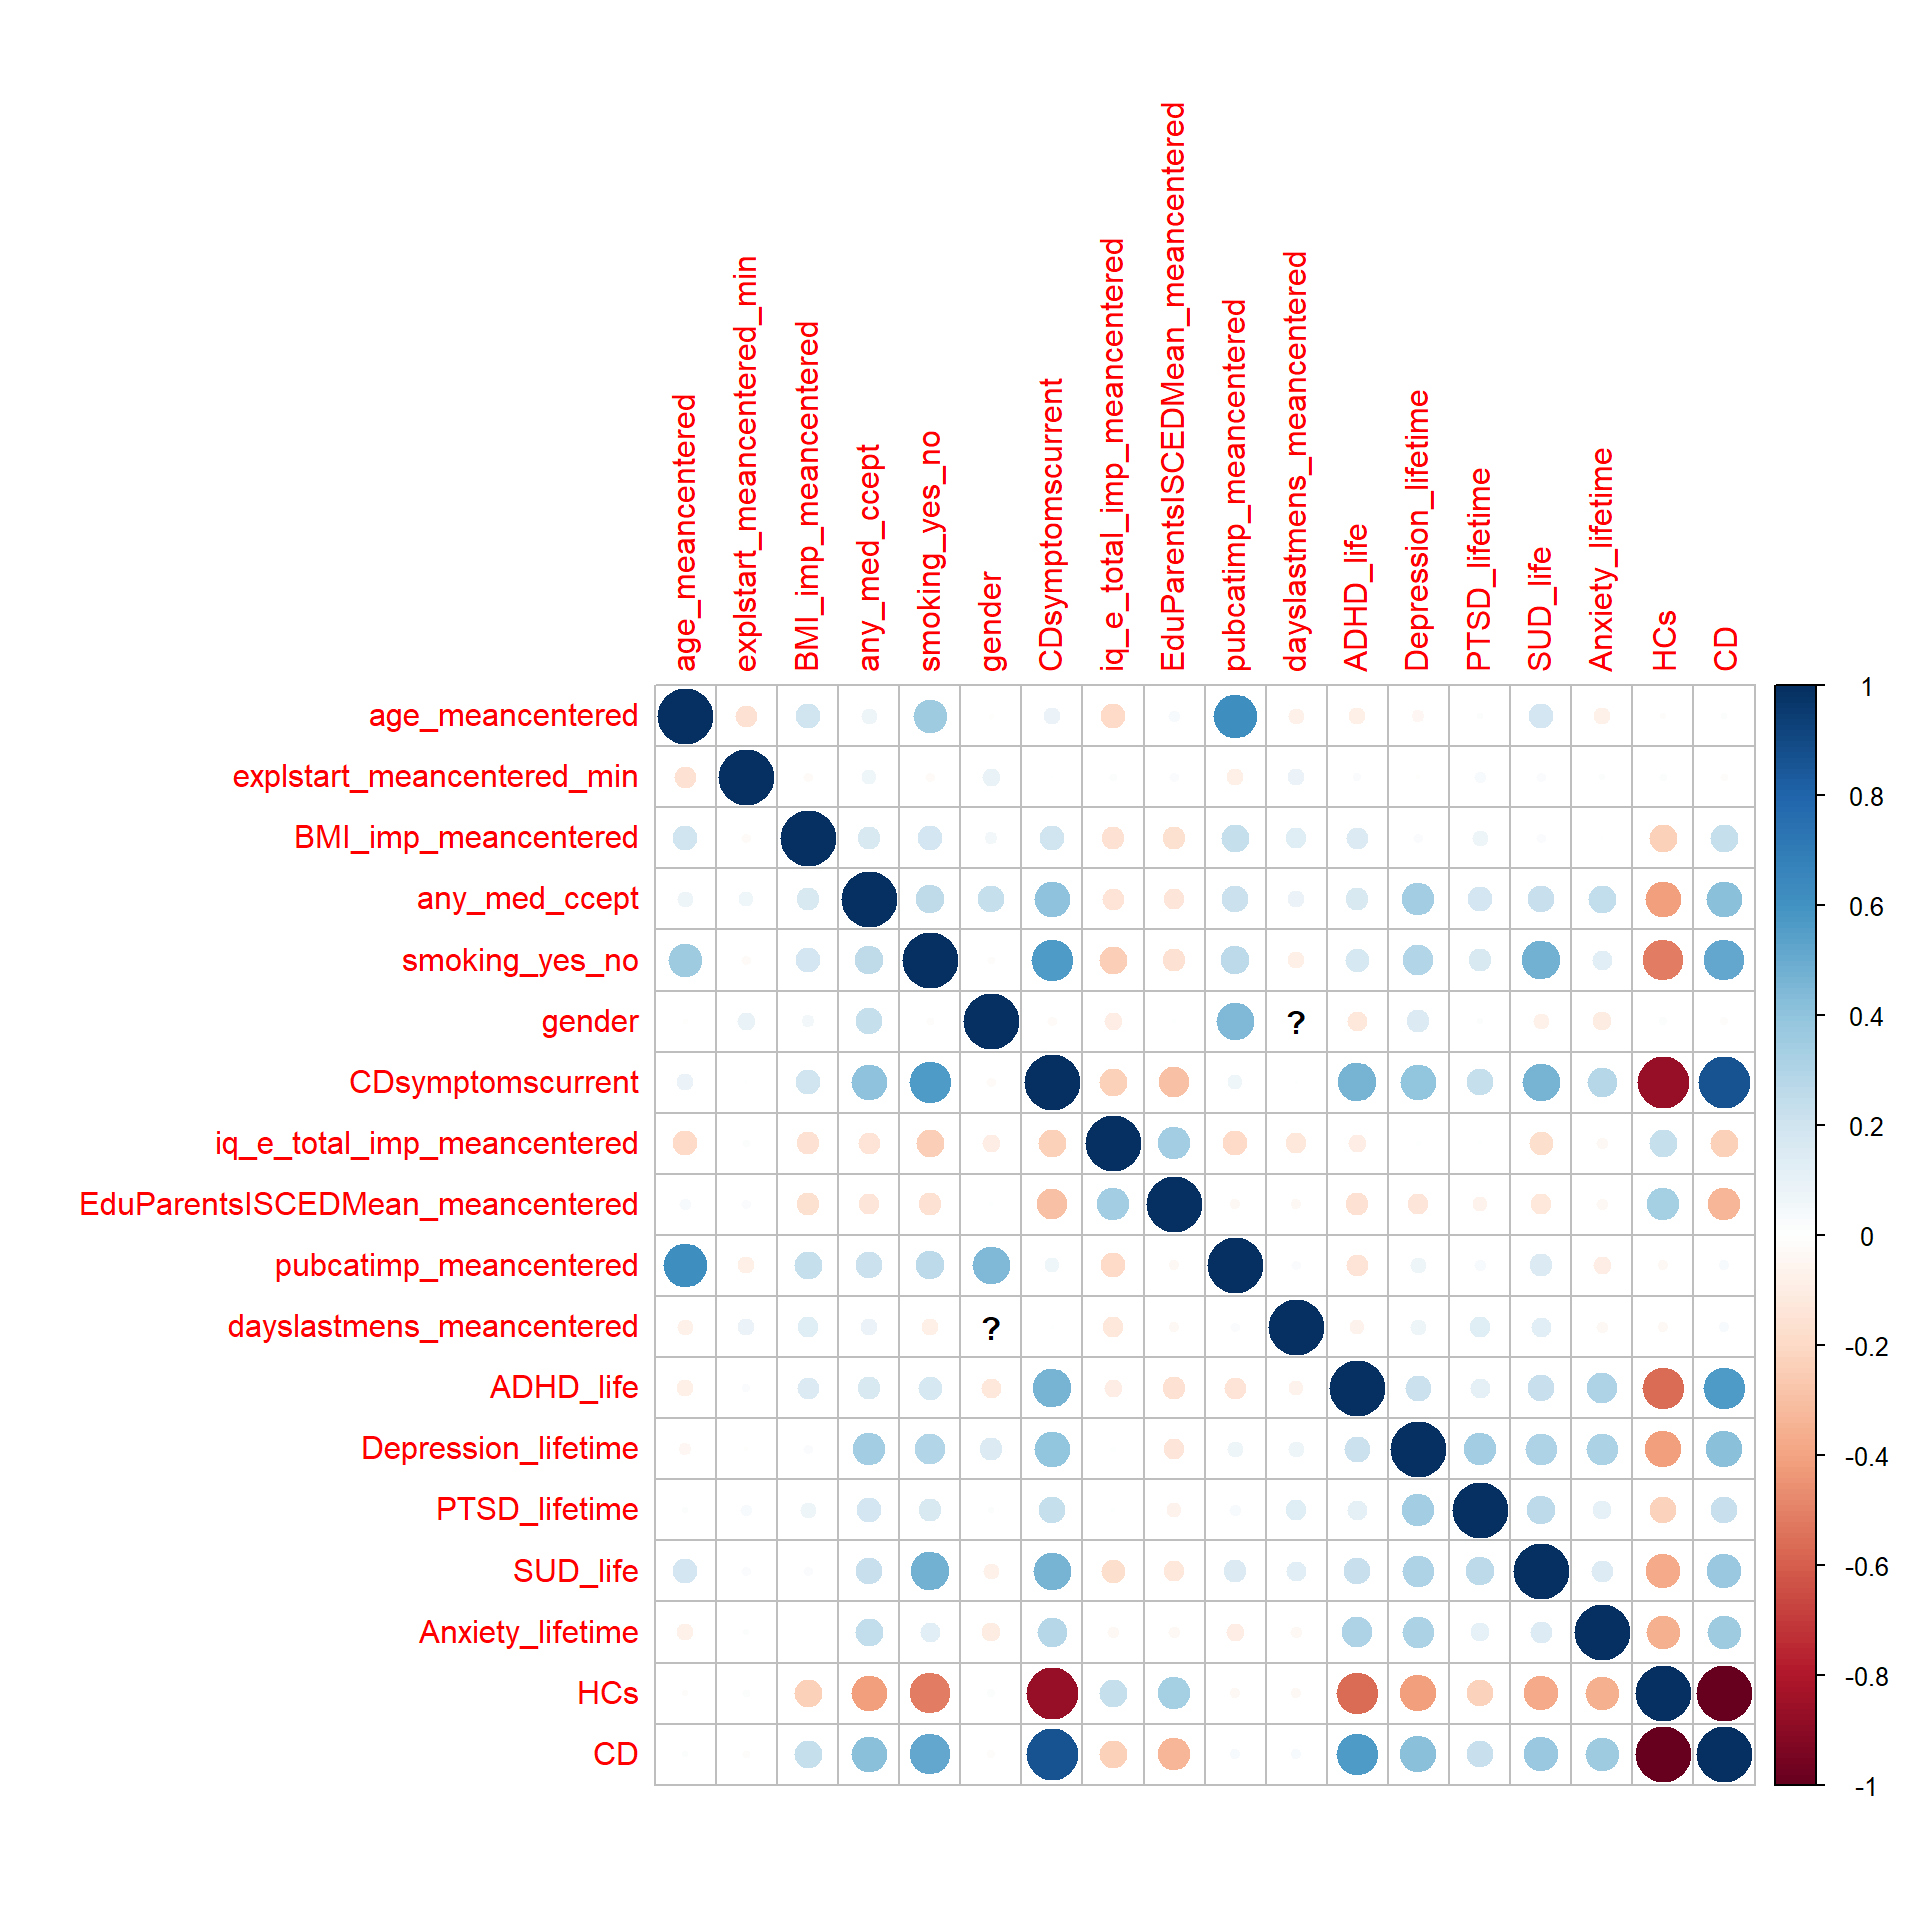 age_meancentered
explstart_meancentered_min
BMI_imp_meancentered
any_med_ccept
smoking_yes_no
gender
CDsymptomscurrent
iq_e_total_imp_meancentered
EduParentsISCEDMean_meancentered
pubcatimp_meancentered
dayslastmens_meancentered
ADHD_life
Depression_lifetime
PTSD_lifetime
SUD_life
Anxiety_lifetime
HCs
CD
age_meancentered
explstart_meancentered_min
BMI_imp_meancentered
any_med_ccept
smoking_yes_no
gender ?
CDsymptomscurrent
iq_e_total_imp_meancentered
EduParentsISCEDMean_meancentered
pubcatimp_meancentered
dayslastmens_meancentered ?
ADHD_life
Depression_lifetime
PTSD_lifetime
SUD_life
Anxiety_lifetime
HCs
CD
1
0.8
0.6
0.4
0.2
0
-0.2
-0.4
-0.6
-0.8
-1